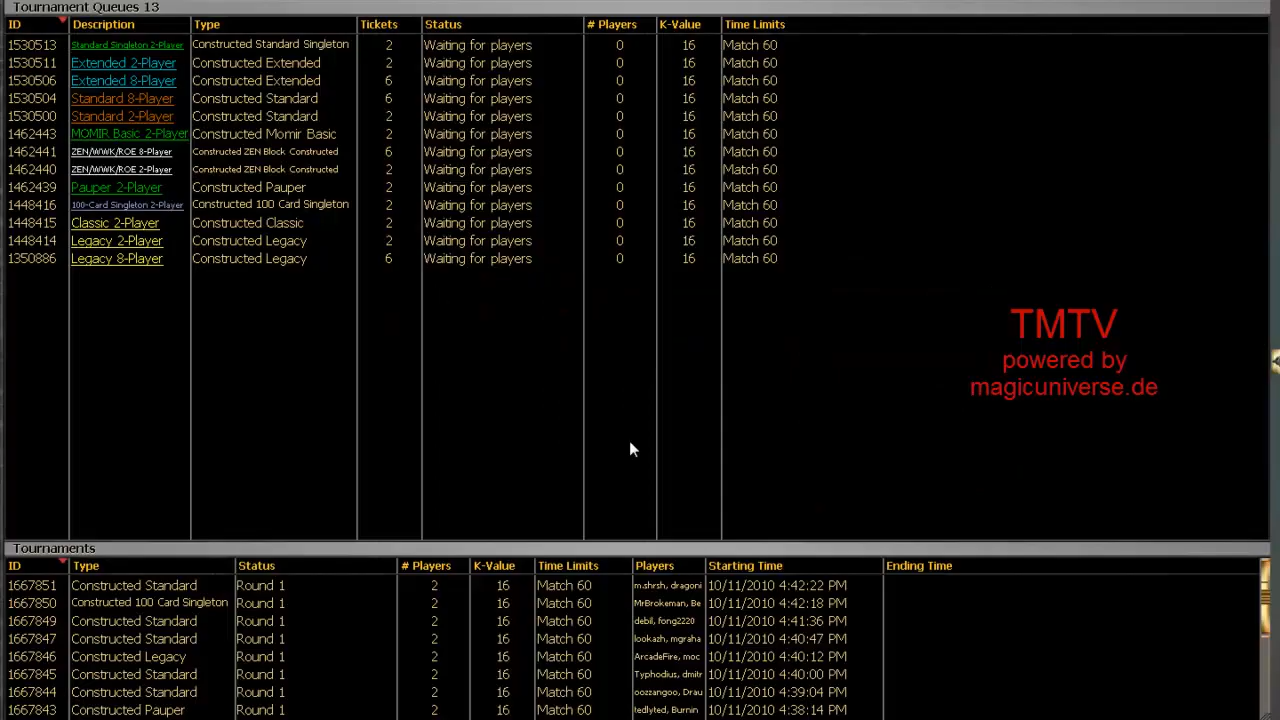 Tournament Queues 13
ID Description Type Tickets Status # Players K-Value Time Limits
1530513 Standard Singleton 2-Player Constructed Standard Singleton 2 Waiting for players 0 16 Match 60
1530511 Extended 2-Player Constructed Extended 2 Waiting for players 0 16 Match 60
1530506 Extended 8-Player Constructed Extended 6 Waiting for players 0 16 Match 60
1530504 Standard 8-Player Constructed Standard 6 Waiting for players 0 16 Match 60
1530500 Standard 2-Player Constructed Standard 2 Waiting for players 0 16 Match 60
1462443 MOMIR Basic 2-Player Constructed Momir Basic 2 Waiting for players 0 16 Match 60
1462441 ZEN/WWK/ROE 8-Player Constructed ZEN Block Constructed 6 Waiting for players 0 16 Match 60
1462440 ZEN/WWK/ROE 2-Player Constructed ZEN Block Constructed 2 Waiting for players 0 16 Match 60
1462439 Pauper 2-Player Constructed Pauper 2 Waiting for players 0 16 Match 60
1448416 100-Card Singleton 2-Player Constructed 100 Card Singleton 2 Waiting for players 0 16 Match 60
1448415 Classic 2-Player Constructed Classic 2 Waiting for players 0 16 Match 60
1448414 Legacy 2-Player Constructed Legacy 2 Waiting for players 0 16 Match 60
1350886 Legacy 8-Player Constructed Legacy 6 Waiting for players 0 16 Match 60
TMTV
powered by
magicuniverse.de
Tournaments
ID Type Status # Players K-Value Time Limits Players Starting Time Ending Time
1667851 Constructed Standard Round 1 2 16 Match 60 m.shrsh, dragoni 10/11/2010 4:42:22 PM
1667850 Constructed 100 Card Singleton Round 1 2 16 Match 60 MrBrokeman, Be 10/11/2010 4:42:18 PM
1667849 Constructed Standard Round 1 2 16 Match 60 debil, fong2220 10/11/2010 4:41:36 PM
1667847 Constructed Standard Round 1 2 16 Match 60 lookazh, mgraha 10/11/2010 4:40:47 PM
1667846 Constructed Legacy Round 1 2 16 Match 60 ArcadeFire, moc 10/11/2010 4:40:12 PM
1667845 Constructed Standard Round 1 2 16 Match 60 Typhodius, dmitr 10/11/2010 4:40:00 PM
1667844 Constructed Standard Round 1 2 16 Match 60 oozzangoo, Drau 10/11/2010 4:39:04 PM
1667843 Constructed Pauper Round 1 2 16 Match 60 tedlyted, Burnin 10/11/2010 4:38:14 PM